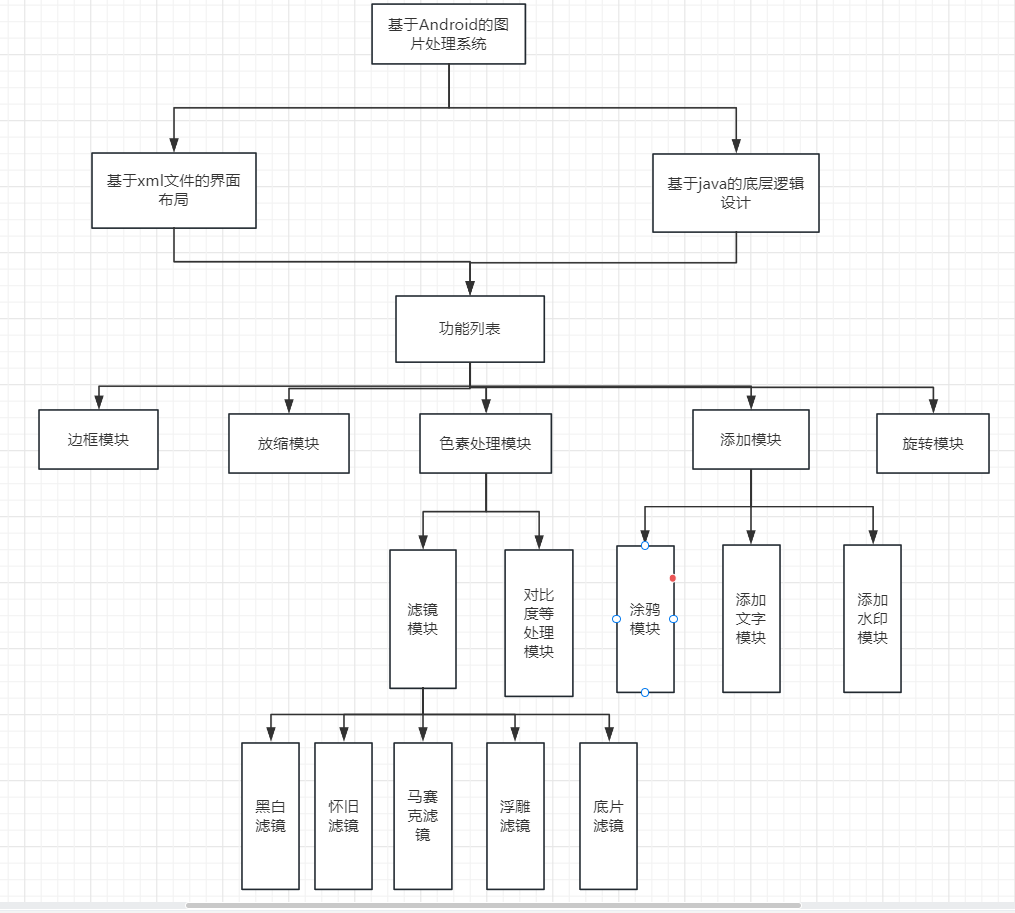 基于Android的图
片处理系统
基于xml文件的界面
布局
基于java的底层逻辑
设计
功能列表
边框模块
放缩模块
色素处理模块
添加模块
旋转模块
滤镜
模块
对比
度等
处理
模块
涂鸦
模块
添加
文字
模块
添加
水印
模块
黑白
滤镜
怀旧
滤镜
马赛
克滤
镜
浮雕
滤镜
底片
滤镜